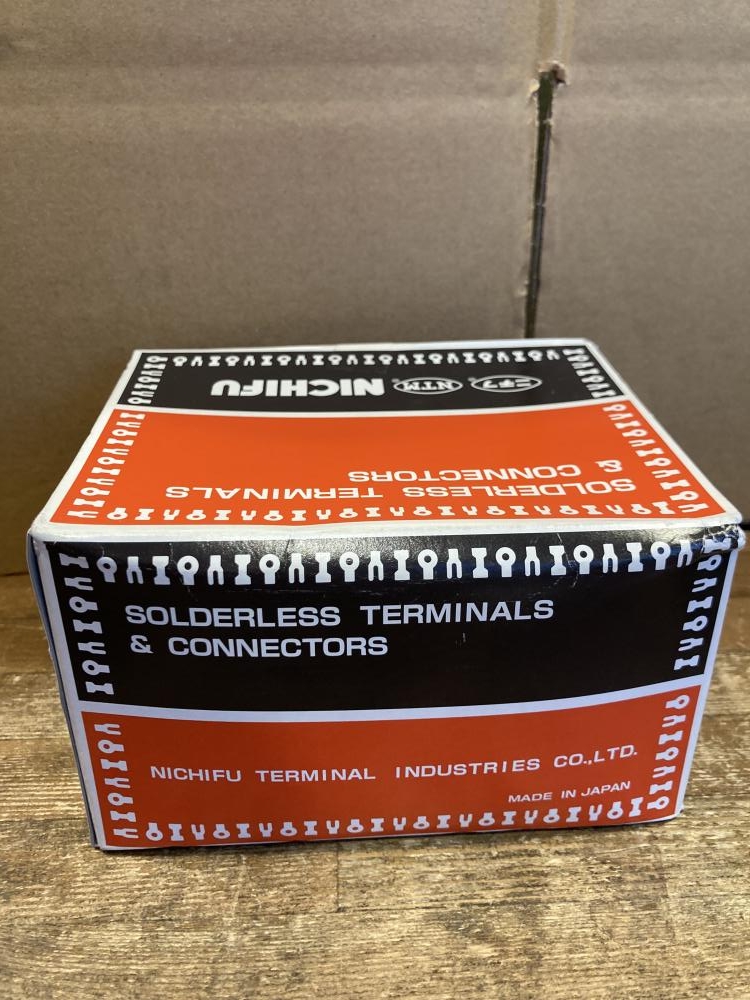 ニチフ NTM NICHIFU
SOLDERLESS TERMINALS
& CONNECTORS
SOLDERLESS TERMINALS
& CONNECTORS
NICHIFU TERMINAL INDUSTRIES CO.,LTD.
MADE IN JAPAN